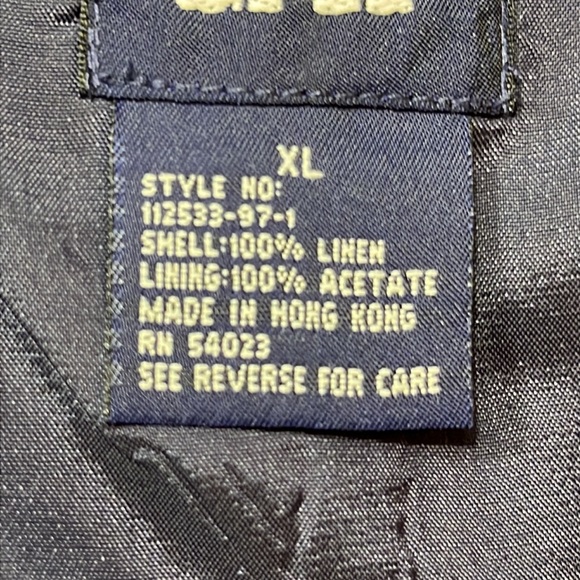 XL
STYLE NO:
112533-97-1
SHELL:100% LINEN
LINING:100% ACETATE
MADE IN HONG KONG
RN 54023
SEE REVERSE FOR CARE